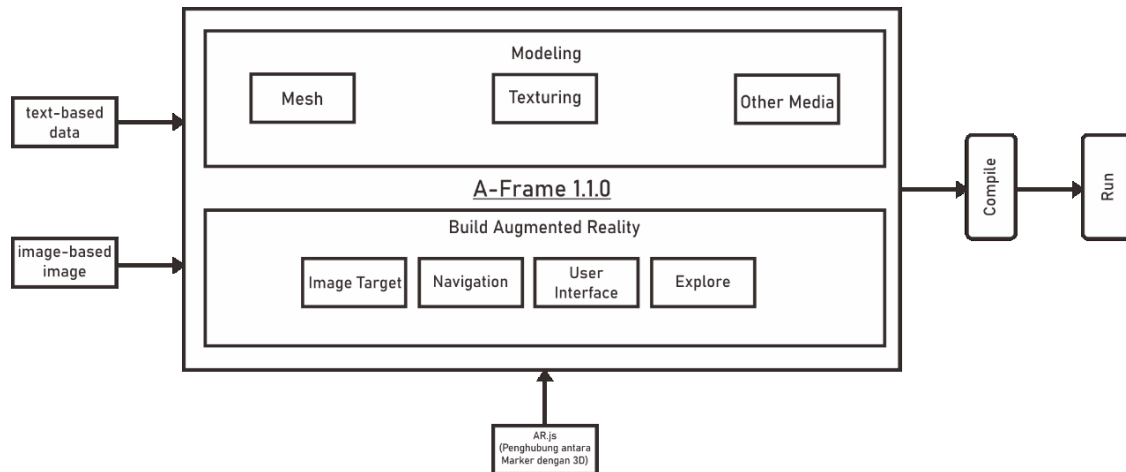 Modeling
Mesh
Texturing
Other Media
text-based
data
A-Frame 1.1.0
Build Augmented Reality
image-based
image
Image Target
Navigation
User
Interface
Explore
Compile
Run
AR.js
(Penghubung antara
Marker dengan 3D)